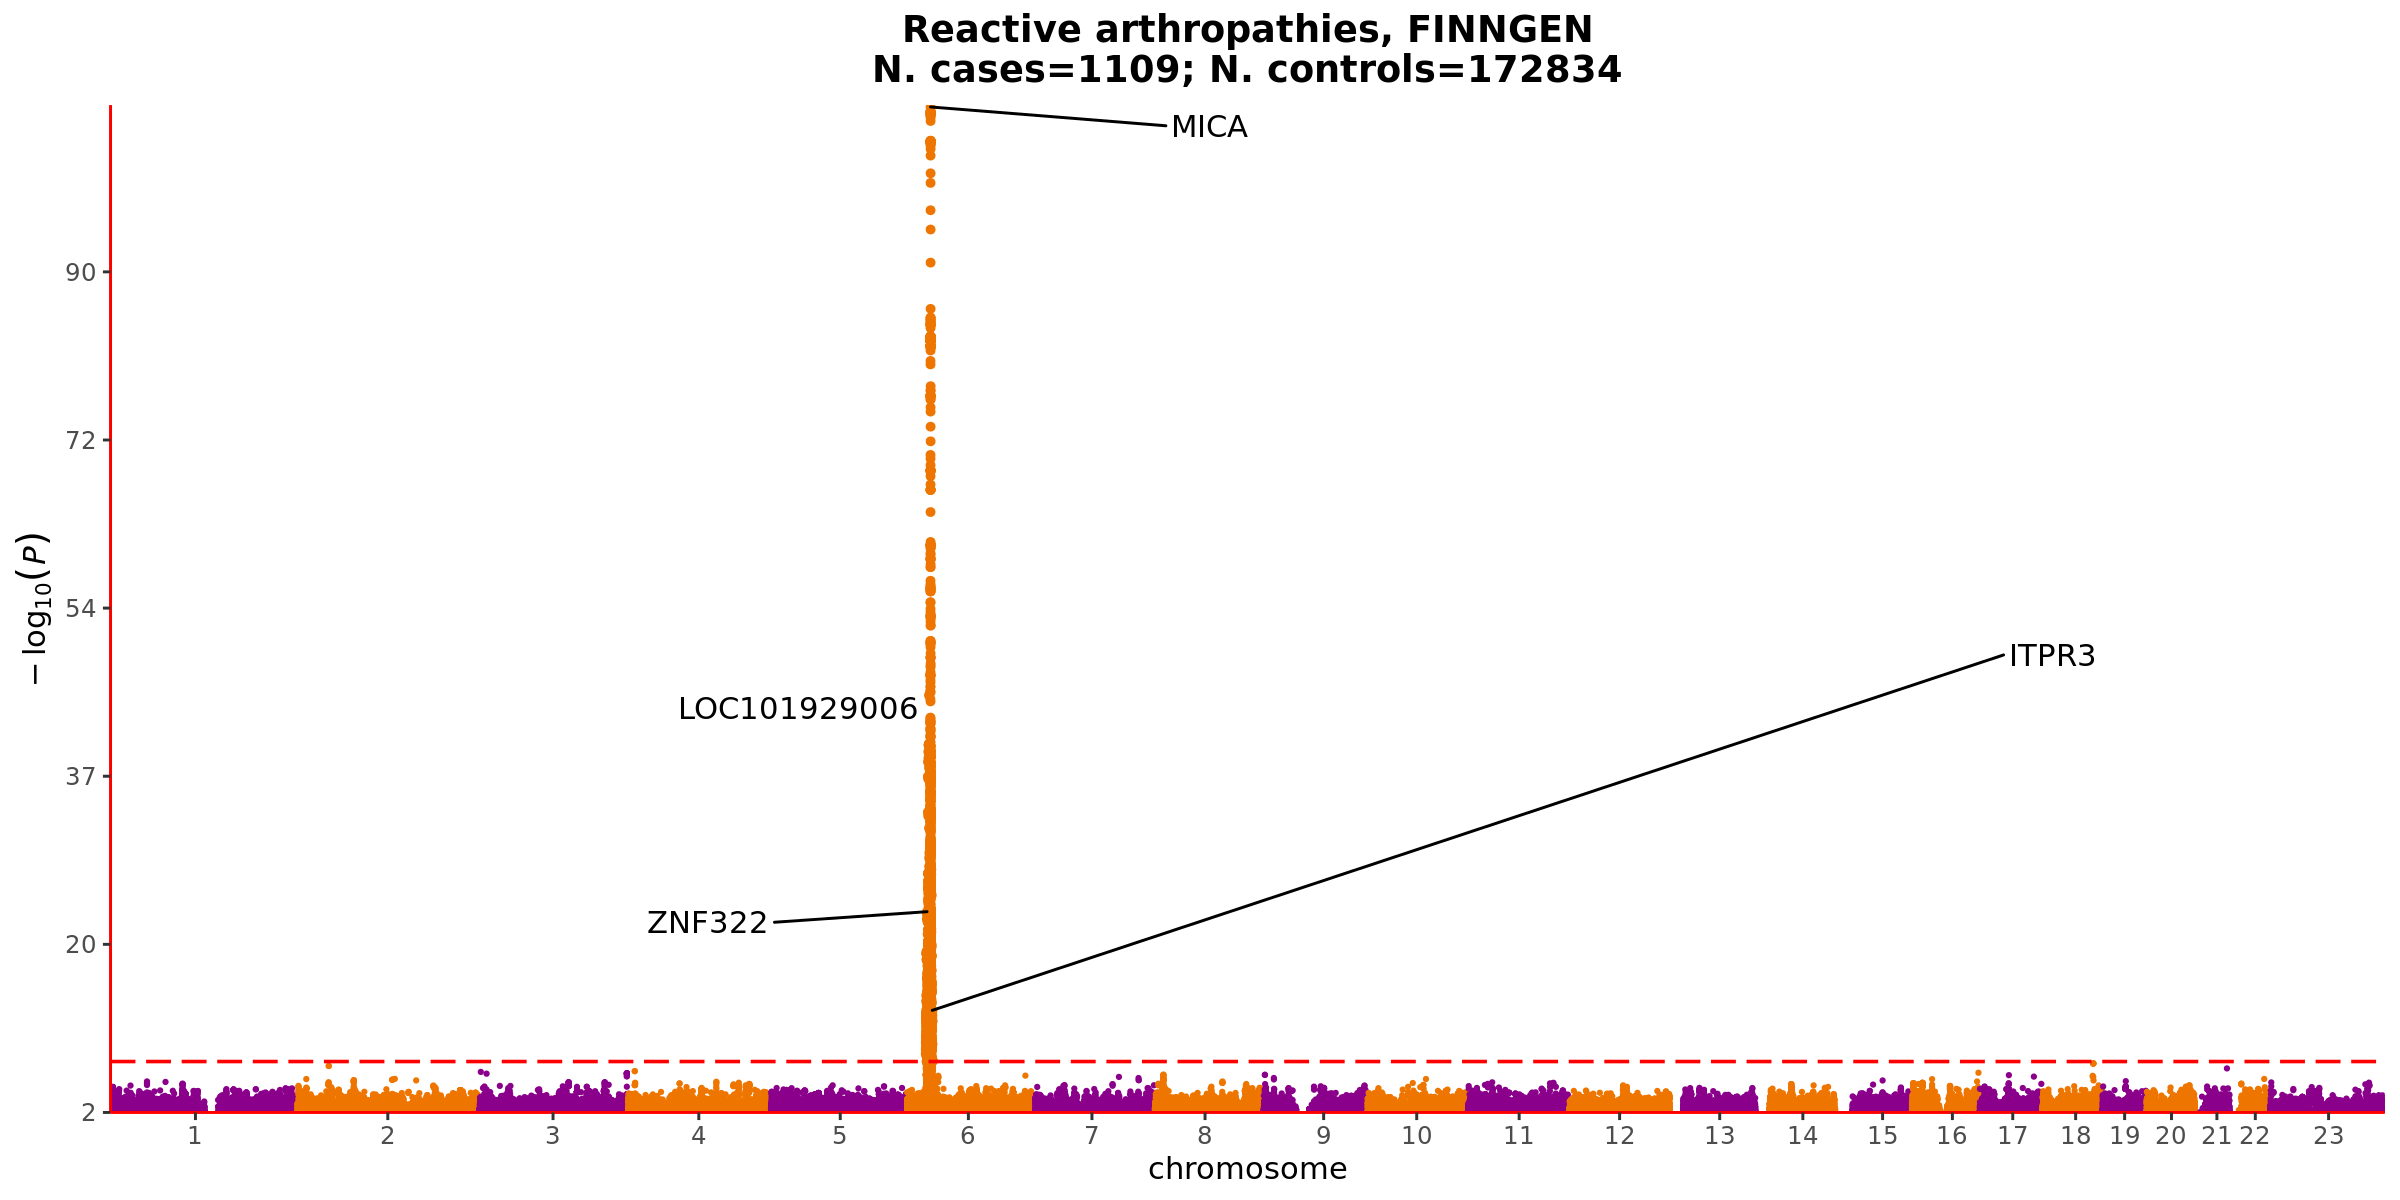 Reactive arthropathies, FINNGEN
N. cases=1109; N. controls=172834
MICA
90
72
54
ITPR3
LOC101929006
37
ZNF322
20
2
− log10(P)
1 2 3 4 5 6 7 8 9 10 11 12 13 14 15 16 17 18 19 20 21 22 23
chromosome